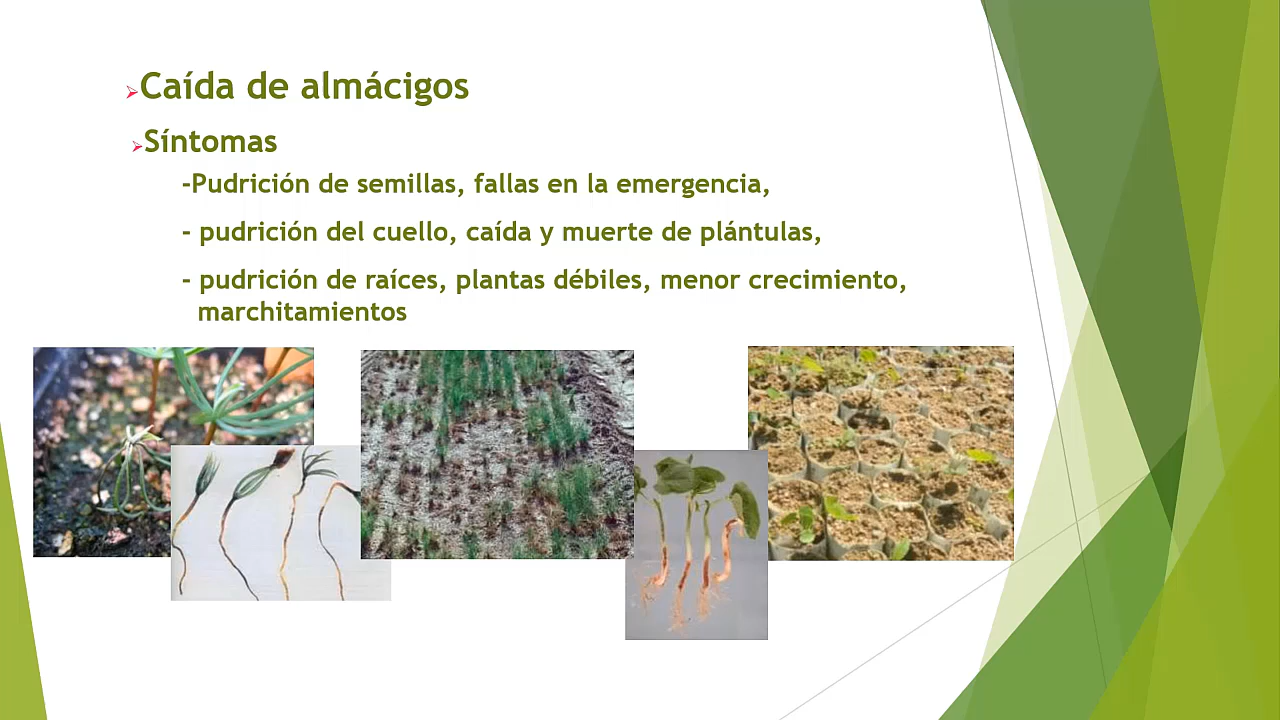 Caída de almácigos
Síntomas
-Pudrición de semillas, fallas en la emergencia,
- pudrición del cuello, caída y muerte de plántulas,
- pudrición de raíces, plantas débiles, menor crecimiento,
marchitamientos